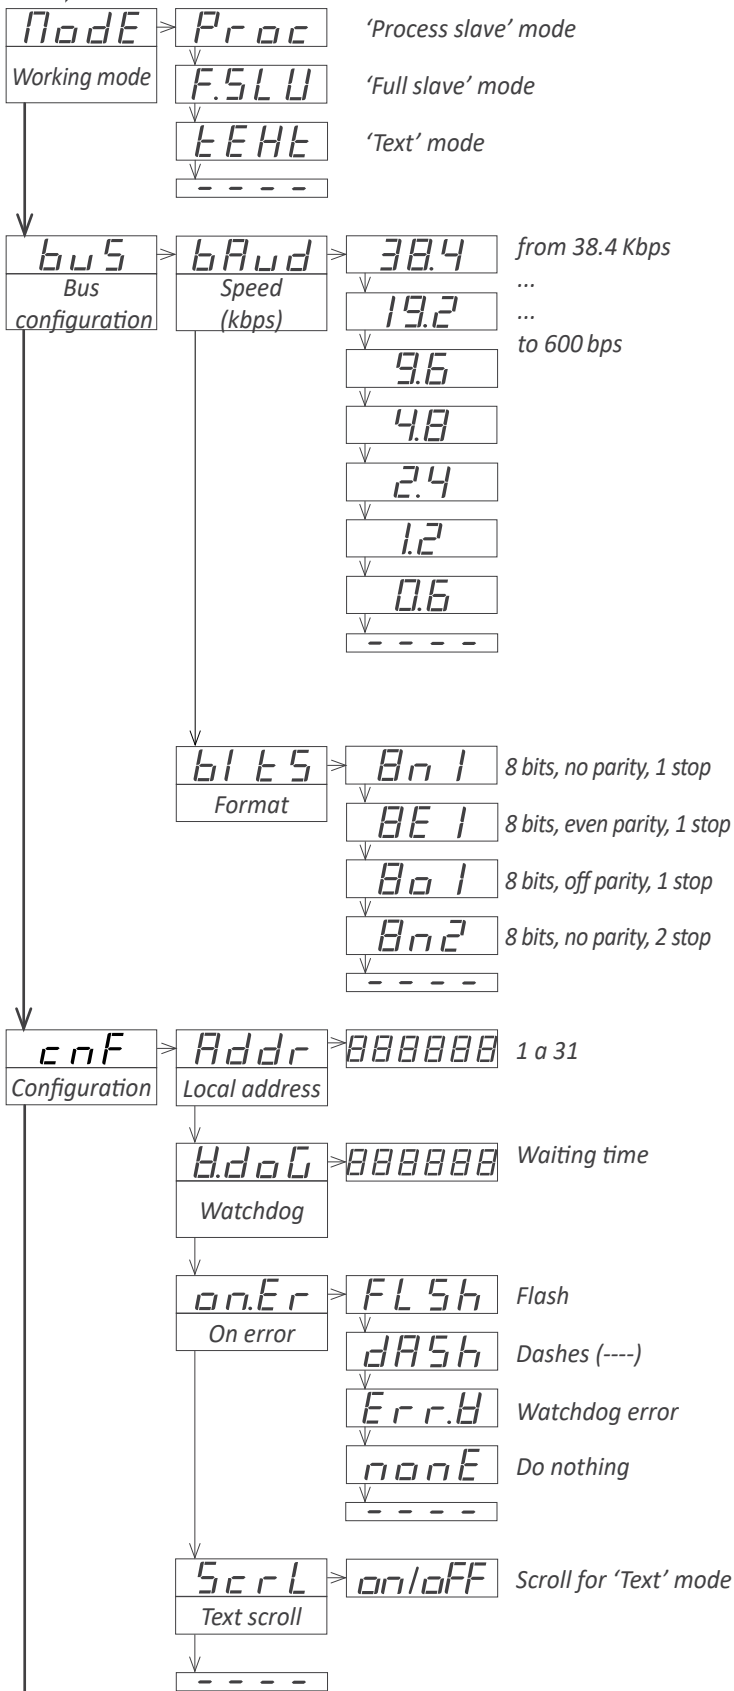 ModE
Proc
'Process slave' mode
Working mode
F.SLV
'Full slave' mode
tEHt
'Text' mode
----
buS
bAud
38.4
from 38.4 Kbps
Bus
configuration
Speed
(kbps)
...
19.2
...
to 600 bps
9.6
4.8
2.4
1.2
0.6
----
bItS
8n1
8 bits, no parity, 1 stop
Format
8E1
8 bits, even parity, 1 stop
8o1
8 bits, off parity, 1 stop
8n2
8 bits, no parity, 2 stop
----
cnF
Addr
888888
1 a 31
Configuration
Local address
W.doG
888888
Waiting time
Watchdog
on.Er
FLSh
Flash
On error
dASh
Dashes (----)
Err.W
Watchdog error
nonE
Do nothing
----
ScrL
on/oFF
Scroll for 'Text' mode
Text scroll
----